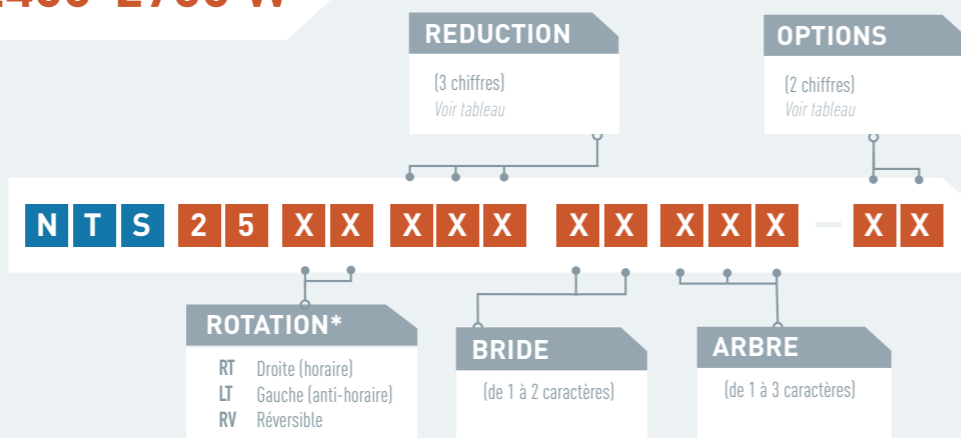 2700 W
REDUCTION
(3 chiffres)
Voir tableau
OPTIONS
(2 chiffres)
Voir tableau
N T S 2 5 X X X X X X X X X X – X X
ROTATION*
RT Droite (horaire)
LT Gauche (anti-horaire)
RV Réversible
BRIDE
(de 1 à 2 caractères)
ARBRE
(de 1 à 3 caractères)